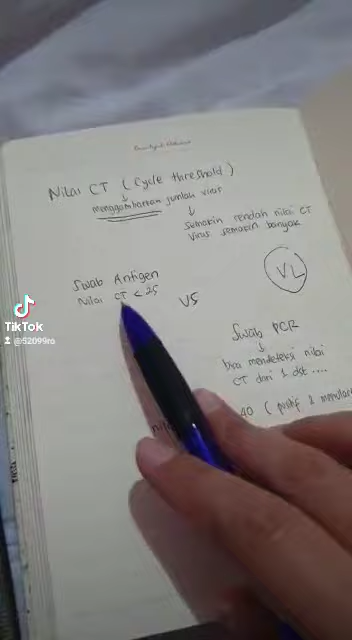 Nilai CT (Cycle threshold)
menggambarkan jumlah virus
Semakin rendah nilai CT
virus semakin banyak
Swab Antigen
Nilai CT < 25
VS
VL
Swab PCR
bisa mendeteksi nilai
CT dari 1 dst ....
40 (positif &
TikTok
@52099ro